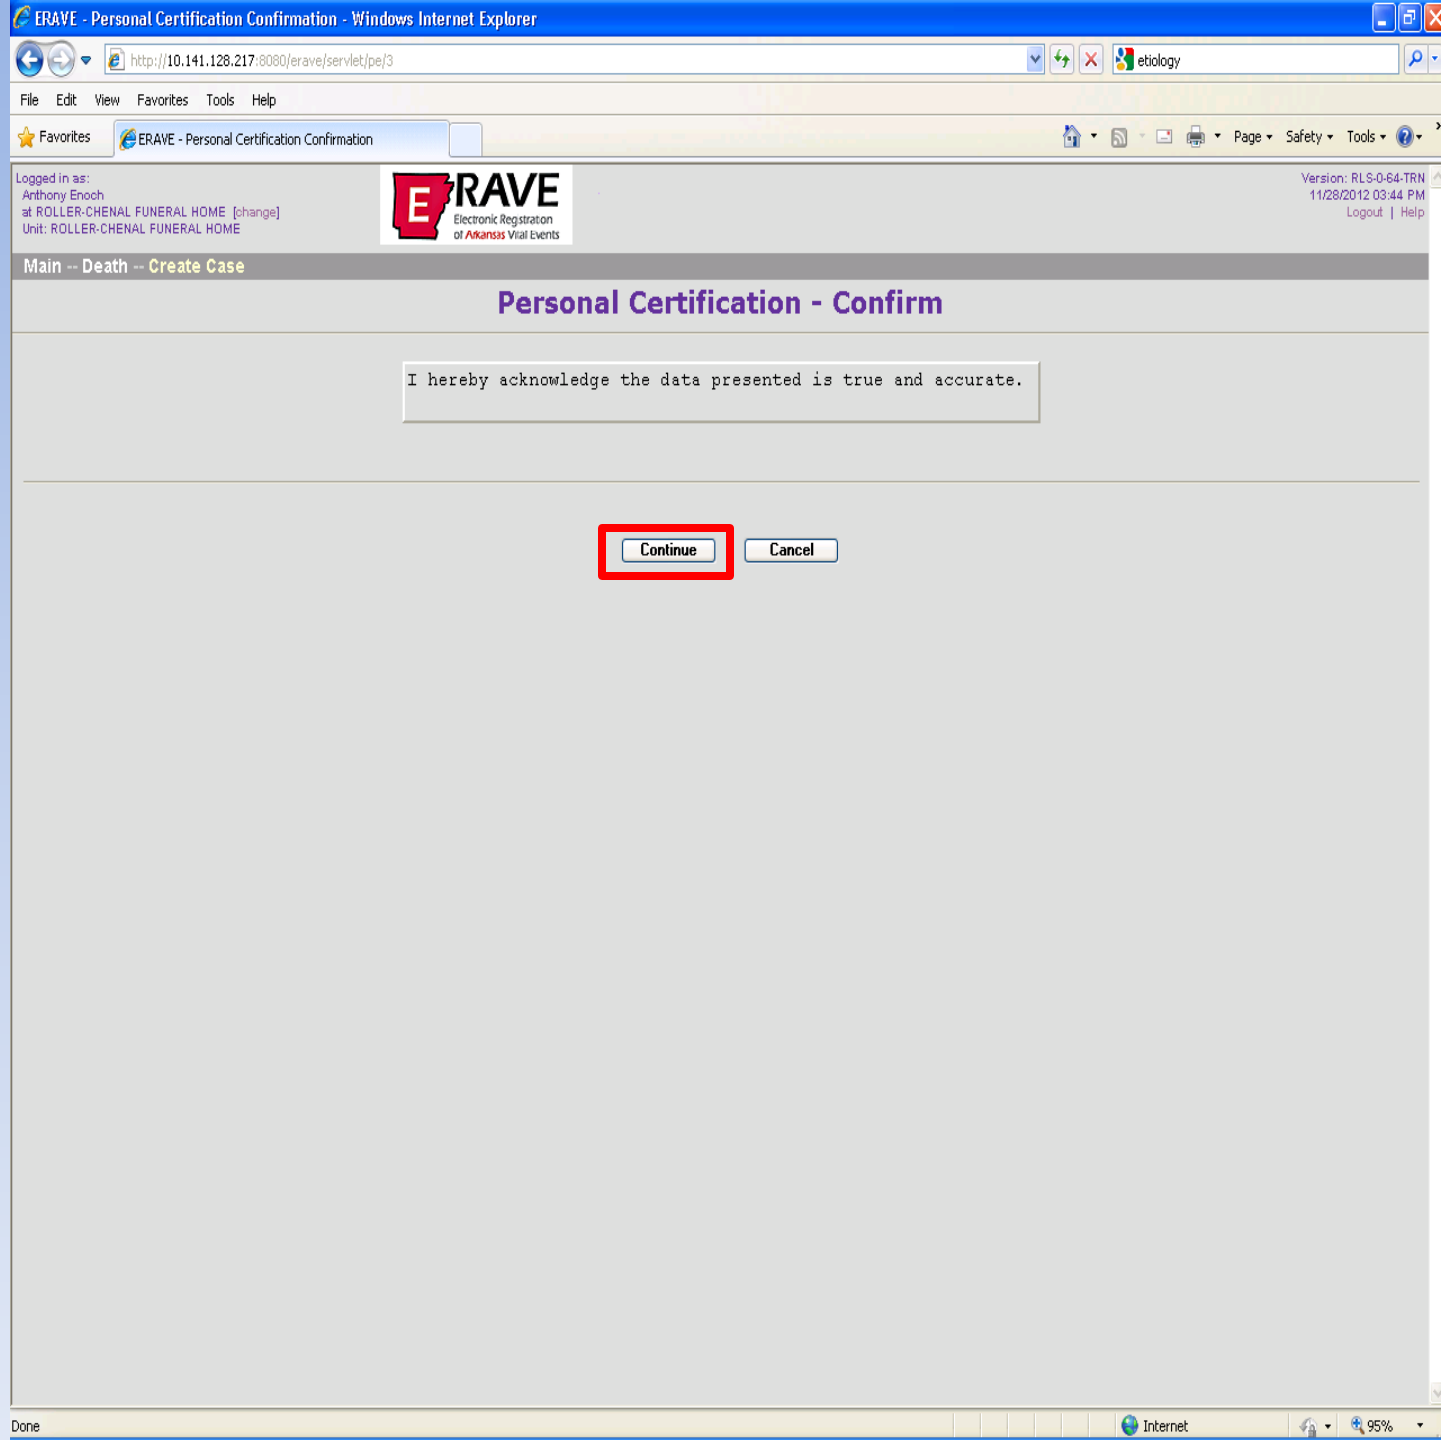 ERAVE - Personal Certification Confirmation - Windows Internet Explorer
http://10.141.128.217:8080/erave/servlet/pe/3
etiology
File Edit View Favorites Tools Help
Favorites
ERAVE - Personal Certification Confirmation
Page Safety Tools
Logged in as:
Anthony Enoch
at ROLLER-CHENAL FUNERAL HOME [change]
Unit: ROLLER-CHENAL FUNERAL HOME
E RAVE
Electronic Registration
of Arkansas Vital Events
Version: RLS-0-64-TRN
11/28/2012 03:44 PM
Logout | Help
Main -- Death -- Create Case
Personal Certification - Confirm
I hereby acknowledge the data presented is true and accurate.
Continue Cancel
Done
Internet
95%